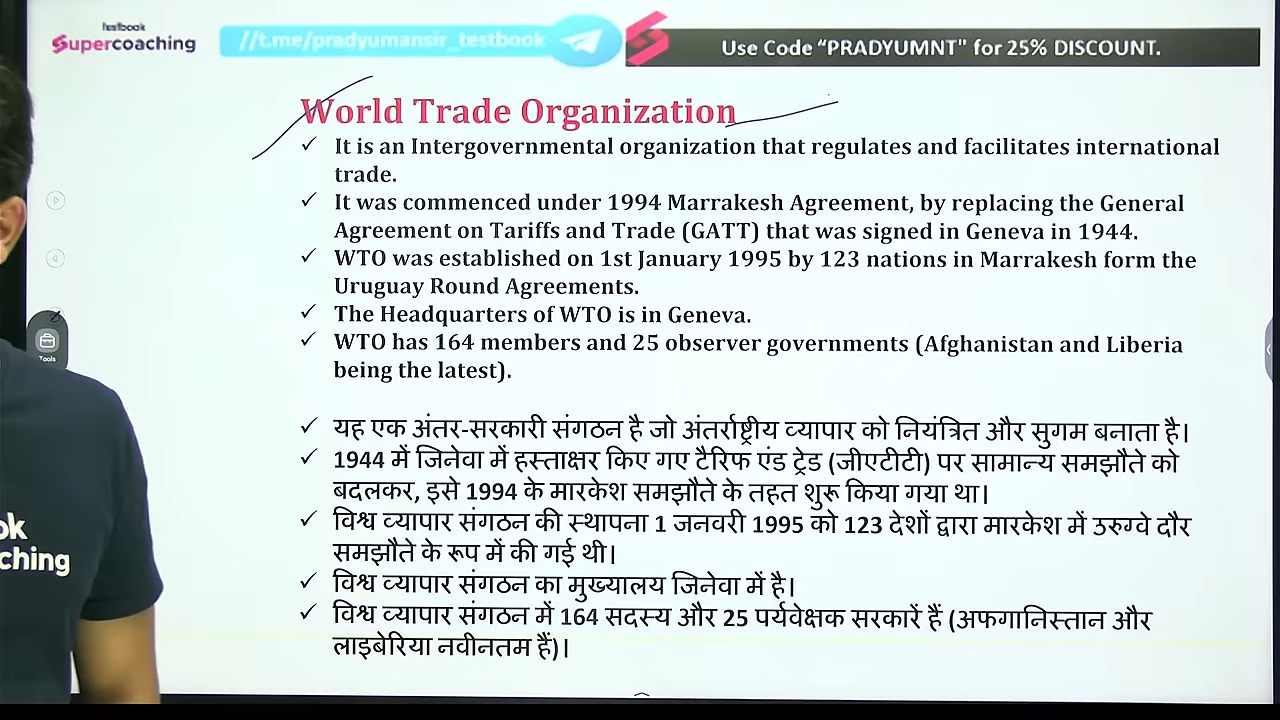 testbook
Supercoaching
//t.me/pradyumansir_testbook
Use Code “PRADYUMNT" for 25% DISCOUNT.
World Trade Organization
✓ It is an Intergovernmental organization that regulates and facilitates international
trade.
✓ It was commenced under 1994 Marrakesh Agreement, by replacing the General
Agreement on Tariffs and Trade (GATT) that was signed in Geneva in 1944.
✓ WTO was established on 1st January 1995 by 123 nations in Marrakesh form the
Uruguay Round Agreements.
✓ The Headquarters of WTO is in Geneva.
✓ WTO has 164 members and 25 observer governments (Afghanistan and Liberia
being the latest).
✓ यह एक अंतर-सरकारी संगठन है जो अंतर्राष्ट्रीय व्यापार को नियंत्रित और सुगम बनाता है।
✓ 1944 में जिनेवा में हस्ताक्षर किए गए टैरिफ एंड ट्रेड (जीएटीटी) पर सामान्य समझौते को
बदलकर, इसे 1994 के मारकेश समझौते के तहत शुरू किया गया था।
✓ विश्व व्यापार संगठन की स्थापना 1 जनवरी 1995 को 123 देशों द्वारा मारकेश में उरुग्वे दौर
समझौते के रूप में की गई थी।
✓ विश्व व्यापार संगठन का मुख्यालय जिनेवा में है।
✓ विश्व व्यापार संगठन में 164 सदस्य और 25 पर्यवेक्षक सरकारें हैं (अफगानिस्तान और
लाइबेरिया नवीनतम हैं)।
Tools
ok
ching